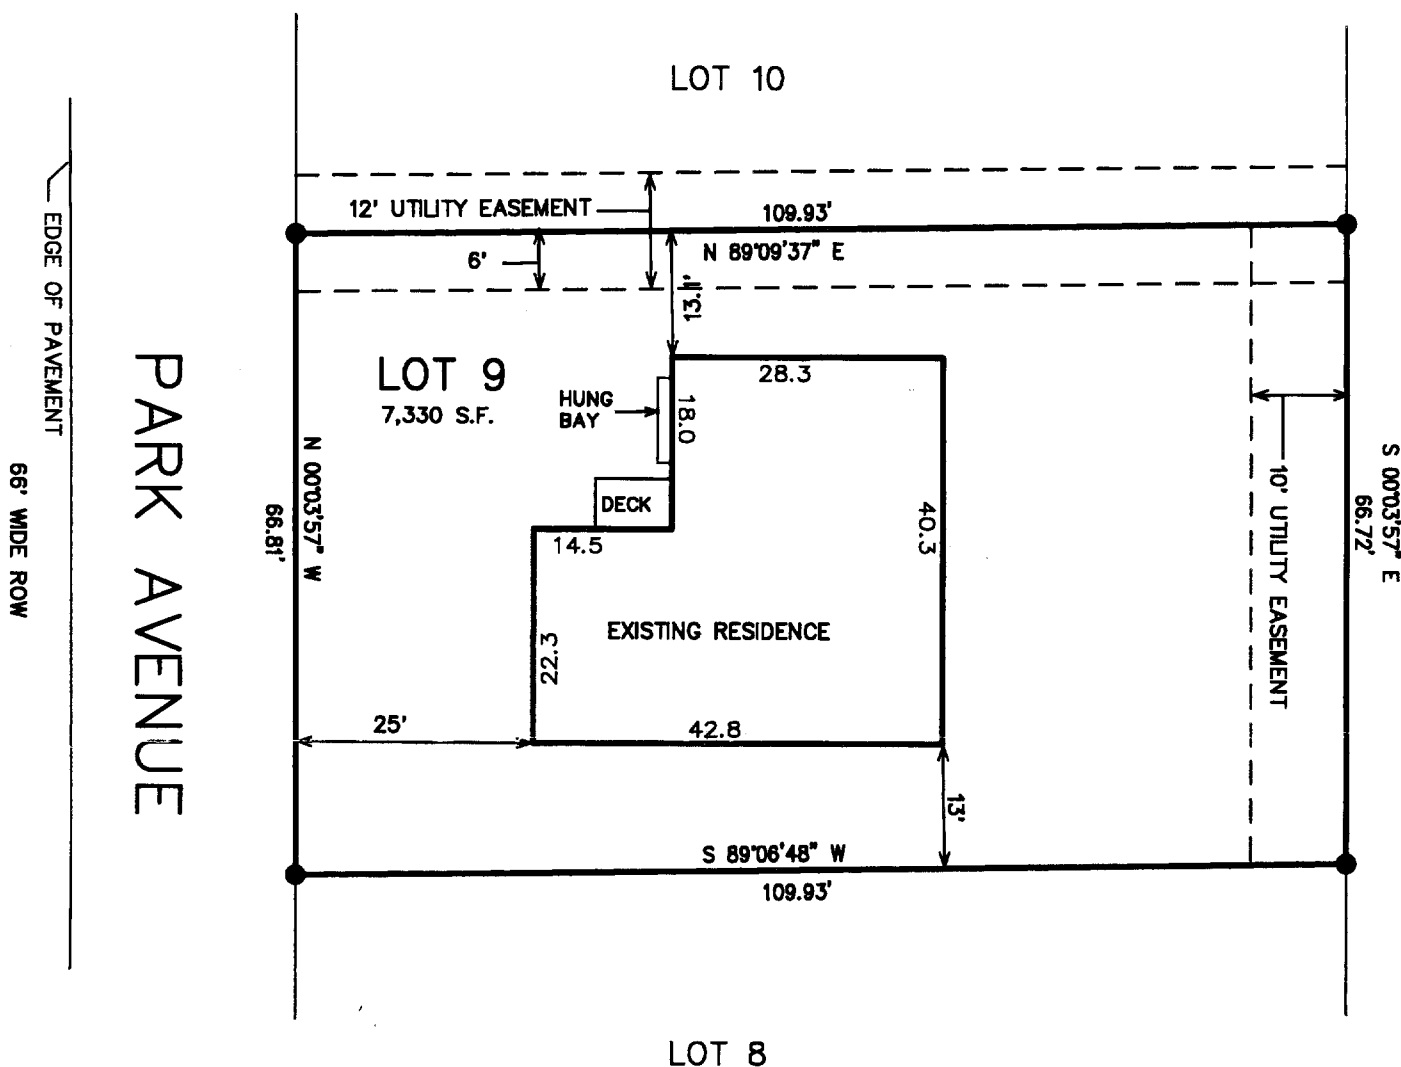 LOT 10
12' UTILITY EASEMENT
109.93'
N 89°09'37" E
6'
13.1'
LOT 9
7,330 S.F.
HUNG
BAY
28.3
18.0
DECK
14.5
40.3
EXISTING RESIDENCE
22.3
25'
42.8
13'
S 89°06'48" W
109.93'
N 00°03'57" W
66.81'
10' UTILITY EASEMENT
S 00°03'57" E
66.72'
EDGE OF PAVEMENT
PARK AVENUE
66' WIDE ROW
LOT 8